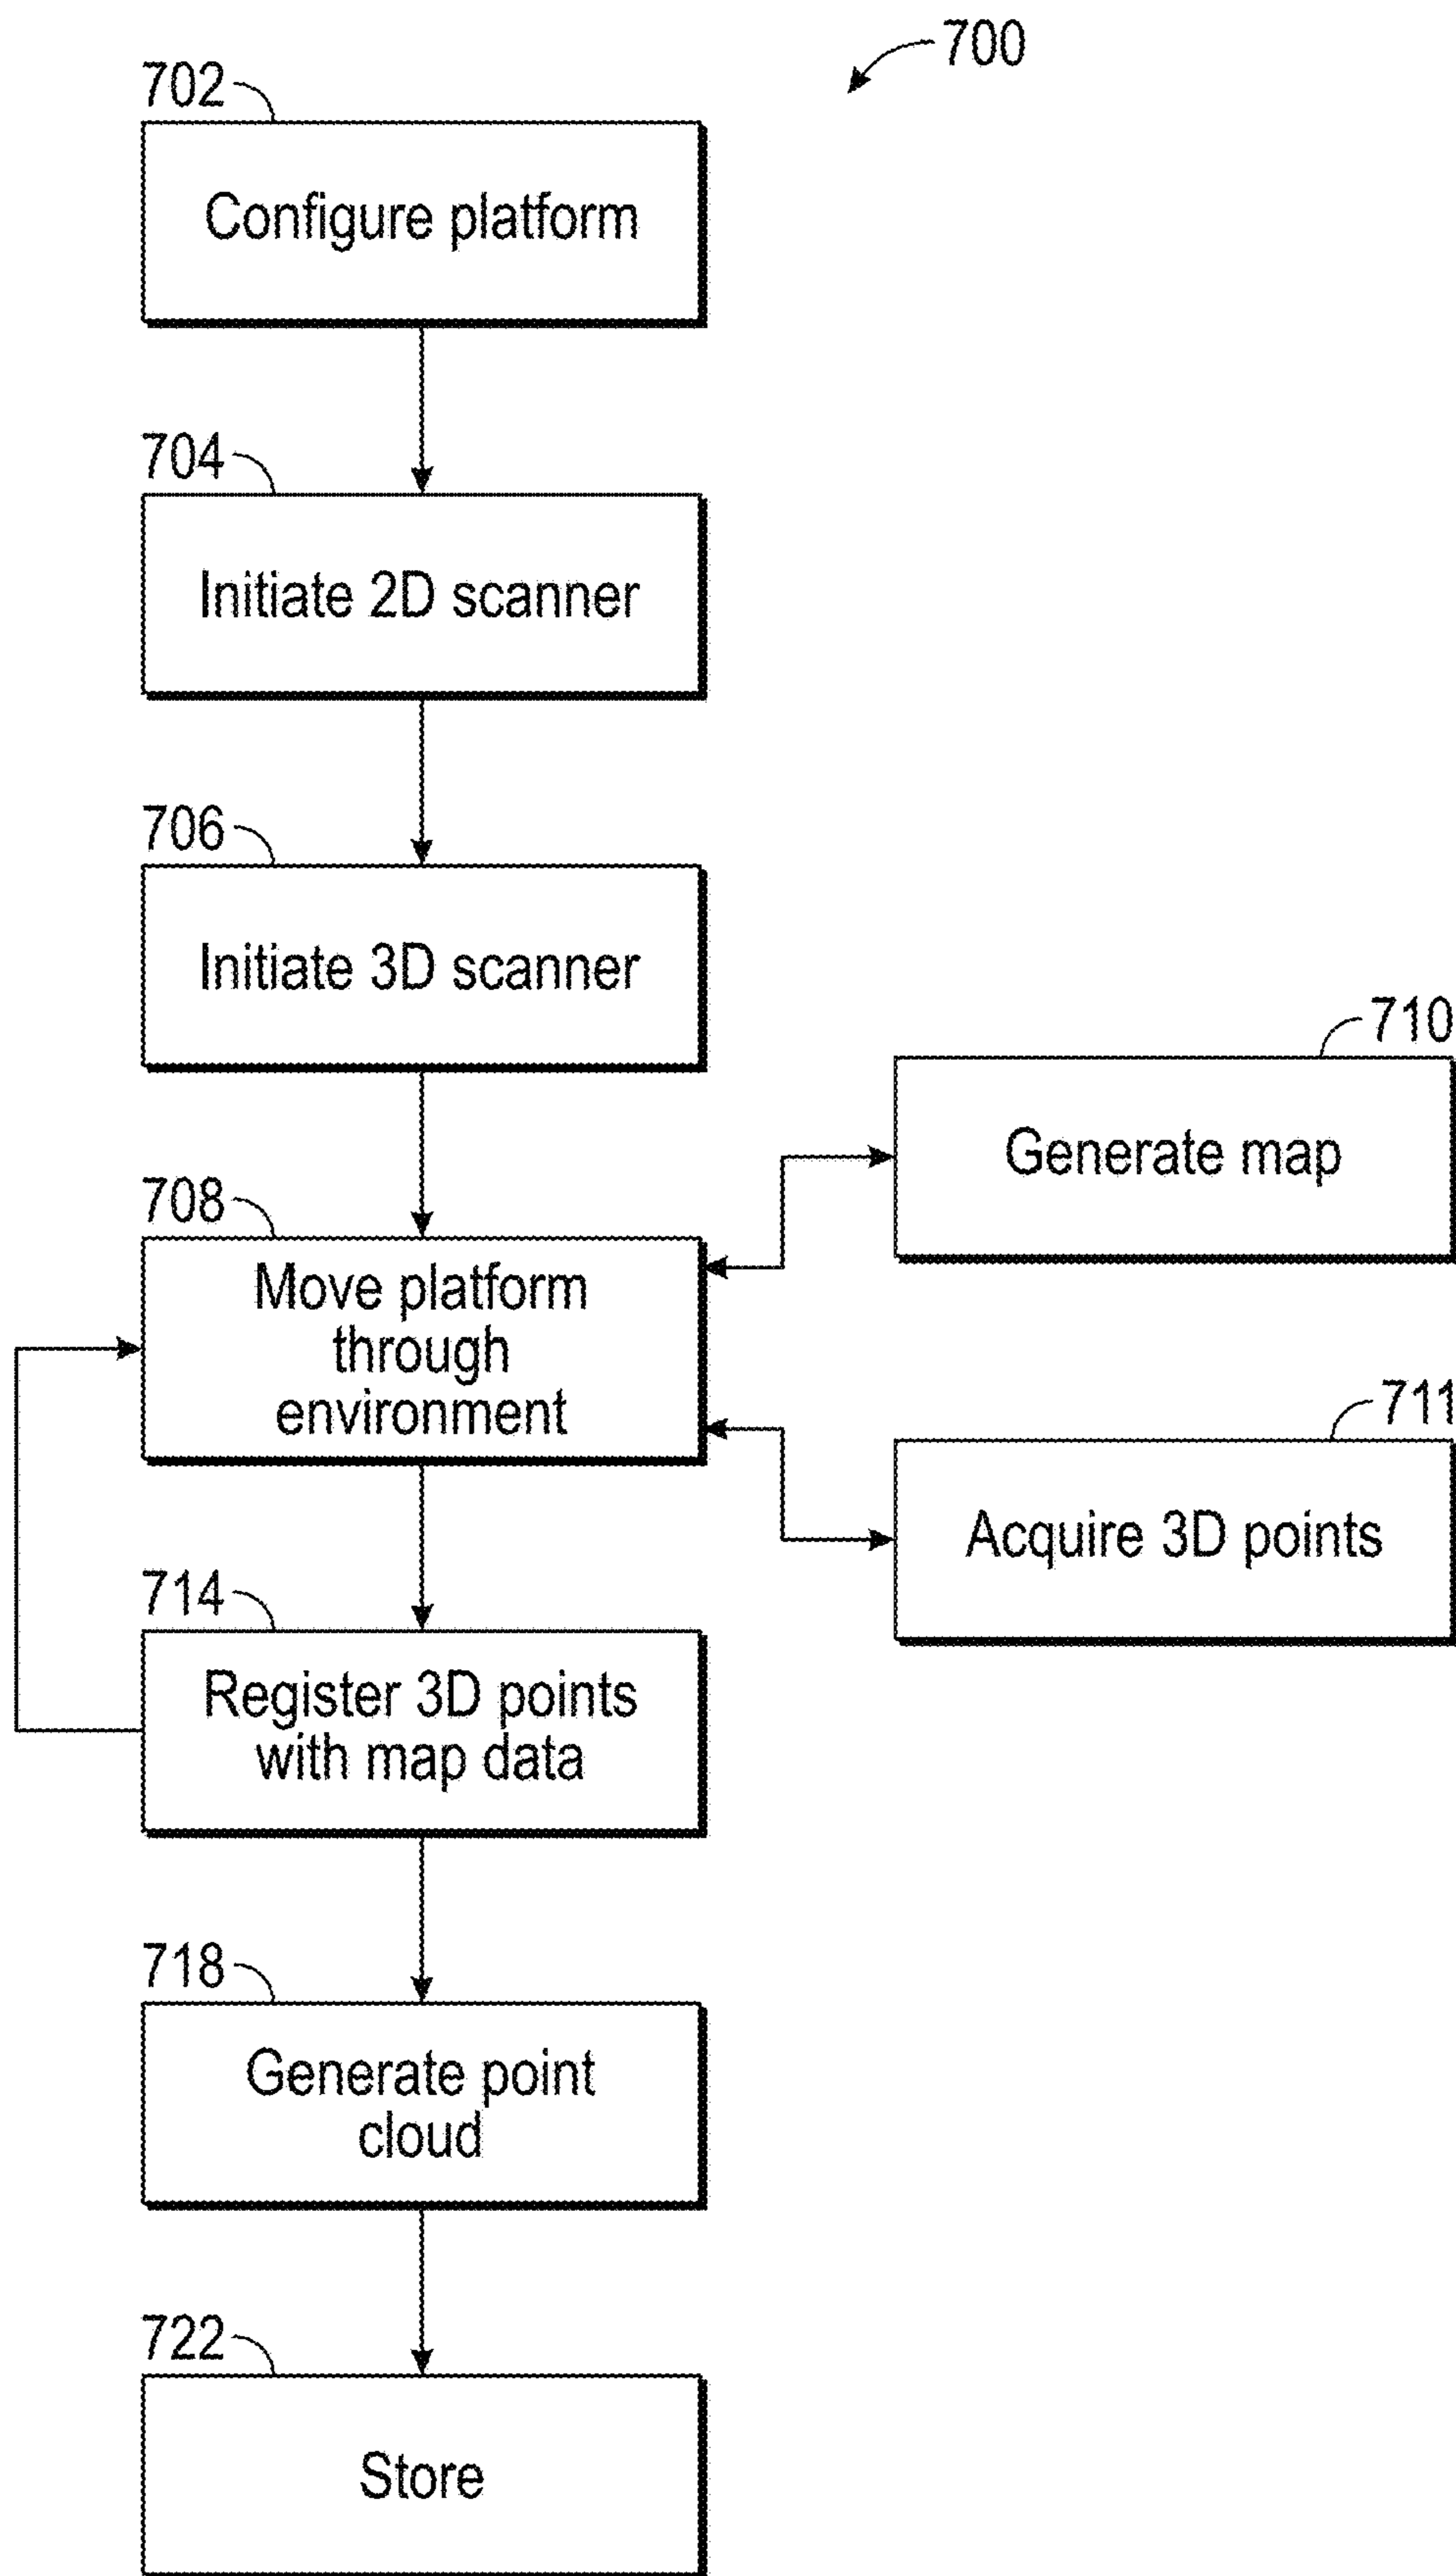 700
702
Configure platform
704
Initiate 2D scanner
706
Initiate 3D scanner
710
Generate map
708
Move platform
through
environment
711
Acquire 3D points
714
Register 3D points
with map data
718
Generate point
cloud
722
Store